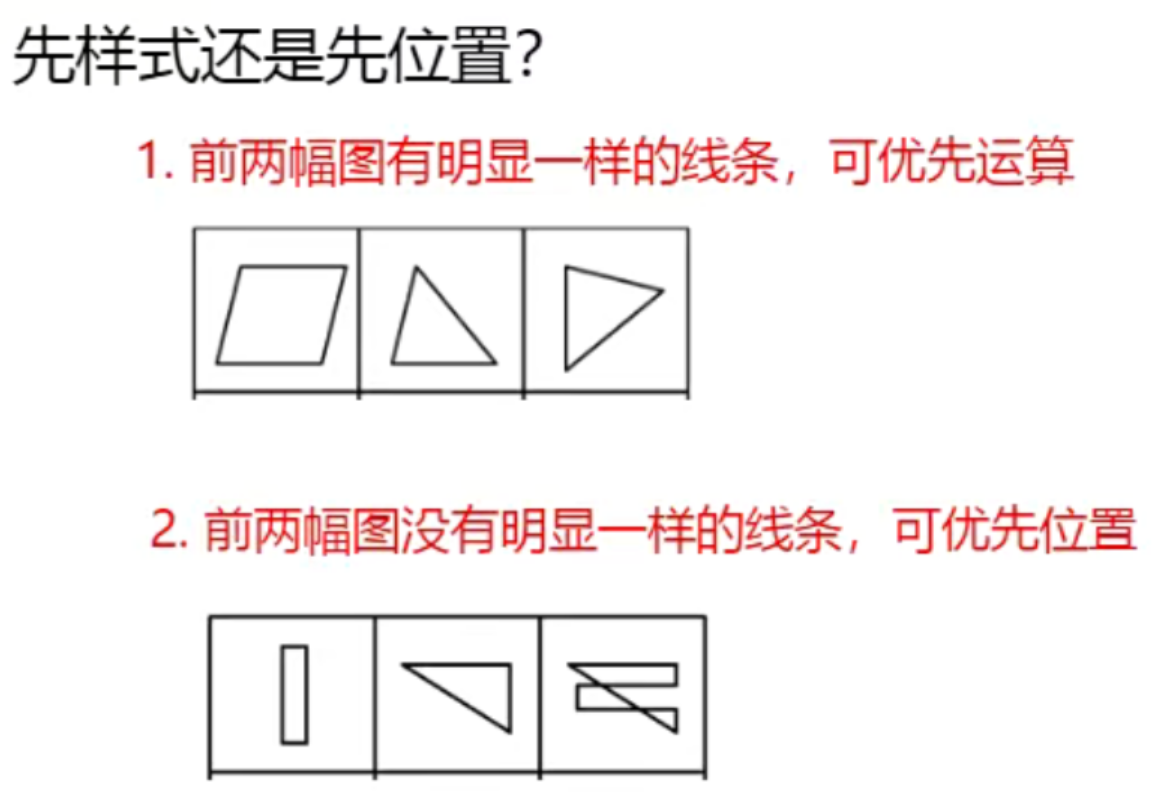 先样式还是先位置？
1. 前两幅图有明显一样的线条，可优先运算
2. 前两幅图没有明显一样的线条，可优先位置